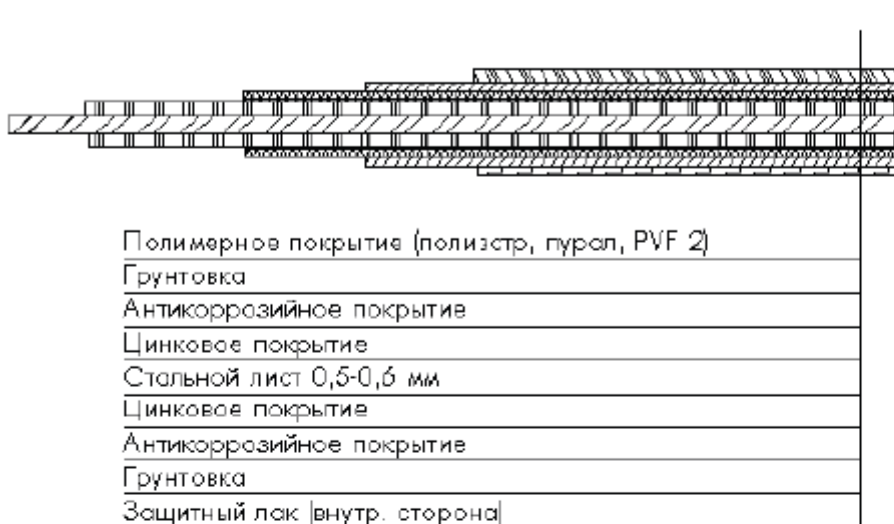 Полимерное покрытие (полиэстр, пурал, PVF 2)
Грунтовка
Антикоррозийное покрытие
Цинковое покрытие
Стальной лист 0,5-0,6 мм
Цинковое покрытие
Антикоррозийное покрытие
Грунтовка
Защитный лак |внутр. сторона|